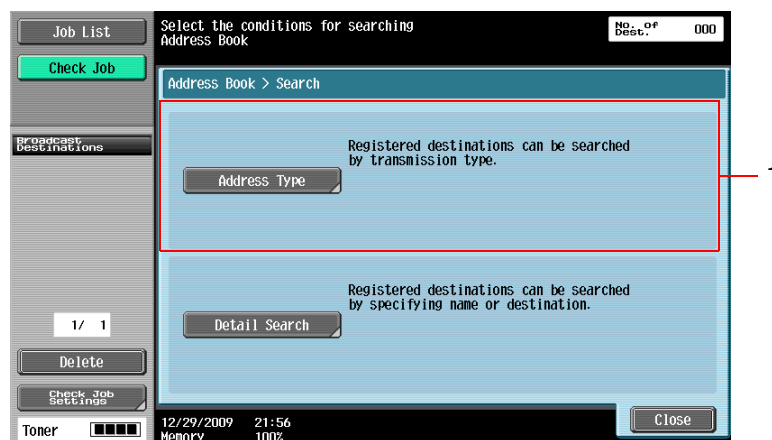 Job List
Check Job
Broadcast
Destinations
1/ 1
Delete
Check Job
Settings
Toner
Select the conditions for searching
Address Book
No. of
Dest. 000
Address Book > Search
Registered destinations can be searched
by transmission type.
Address Type
Registered destinations can be searched
by specifying name or destination.
Detail Search
Close
12/29/2009 21:56
Memory 100%